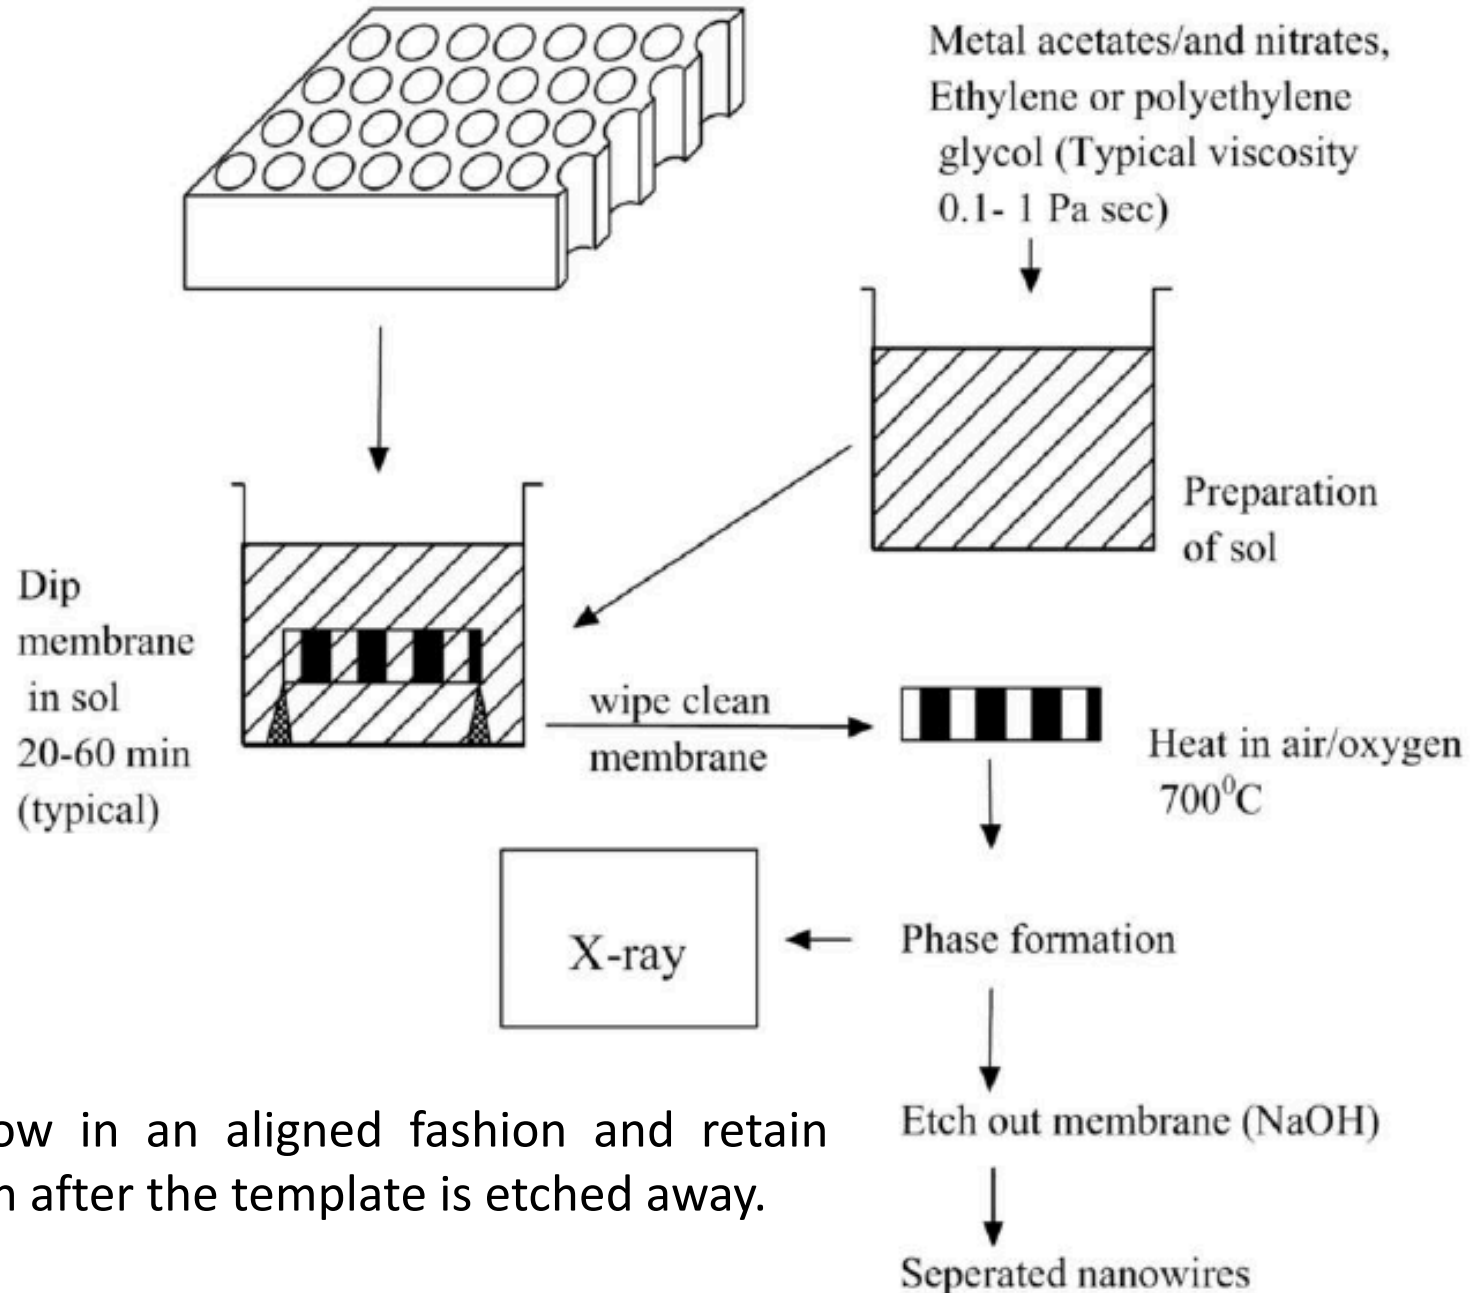 Metal acetates/and nitrates,
Ethylene or polyethylene
glycol (Typical viscosity
0.1- 1 Pa sec)
Preparation
of sol
Dip
membrane
in sol
20-60 min
(typical)
wipe clean
membrane
Heat in air/oxygen
700⁰C
X-ray
Phase formation
in an aligned fashion and retain
after the template is etched away.
Etch out membrane (NaOH)
Seperated nanowires